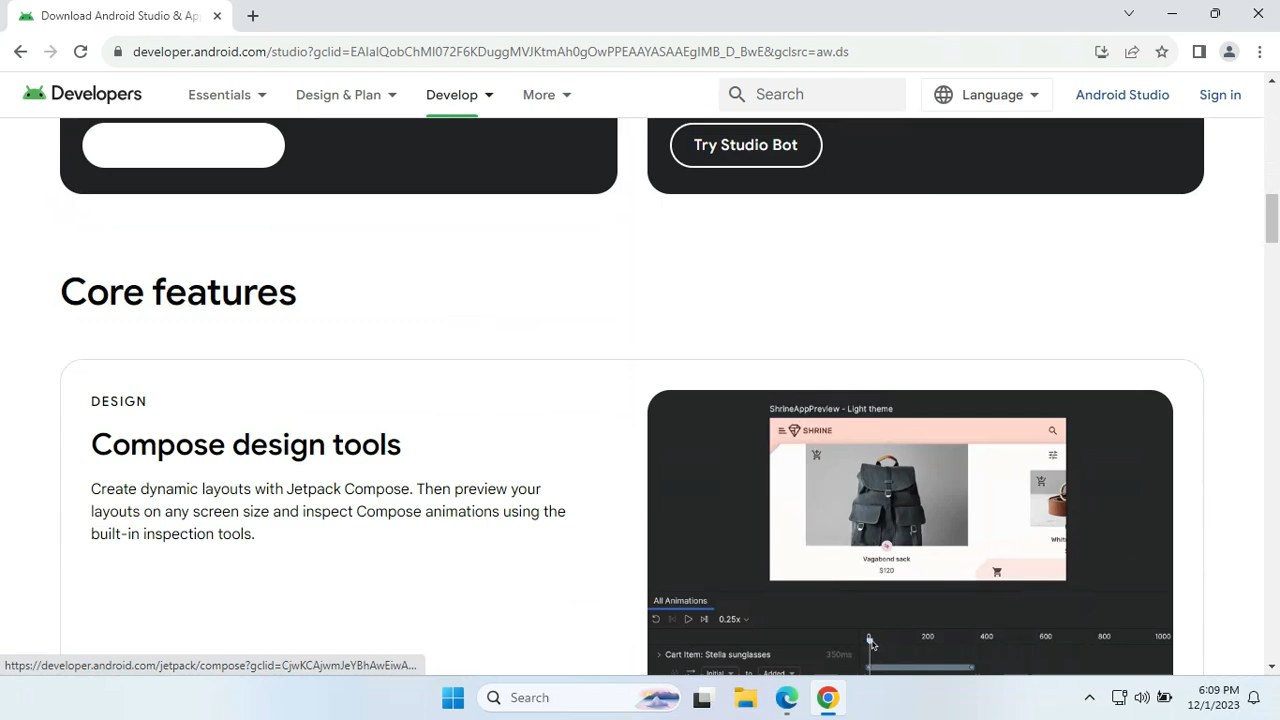 Download Android Studio & Ap
developer.android.com/studio?gclid=EAIaIQobChMI072F6KDuggMVJKtmAh0gOwPPEAAYASAAEgIMB_D_BwE&gclsrc=aw.ds
Developers
Essentials
Design & Plan
Develop
More
Search
Language
Android Studio
Sign in
Try Studio Bot
Core features
DESIGN
Compose design tools
Create dynamic layouts with Jetpack Compose. Then preview your
layouts on any screen size and inspect Compose animations using the
built-in inspection tools.
ShrineAppPreview - Light theme
SHRINE
Vagabond sack
$120
Whit
All Animations
0.25x
0 200 400 600 800 1000
Cart Item: Stella sunglasses 350ms
Initial to Added
https://developer.android.com/jetpack/compose?gclid=CjwKCAjwmJeYBhAwEiwA...
Search
6:09 PM
12/1/2023